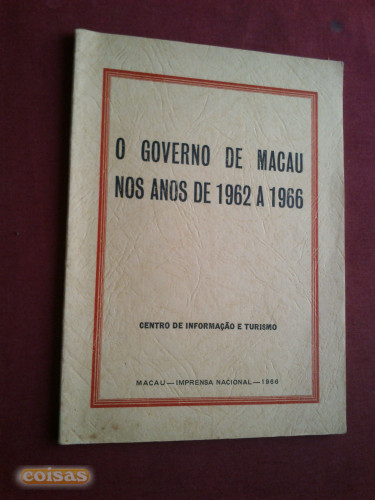 O GOVERNO DE MACAU
NOS ANOS DE 1962 A 1966
CENTRO DE INFORMAÇÃO E TURISMO
MACAU — IMPRENSA NACIONAL — 1966
coisas